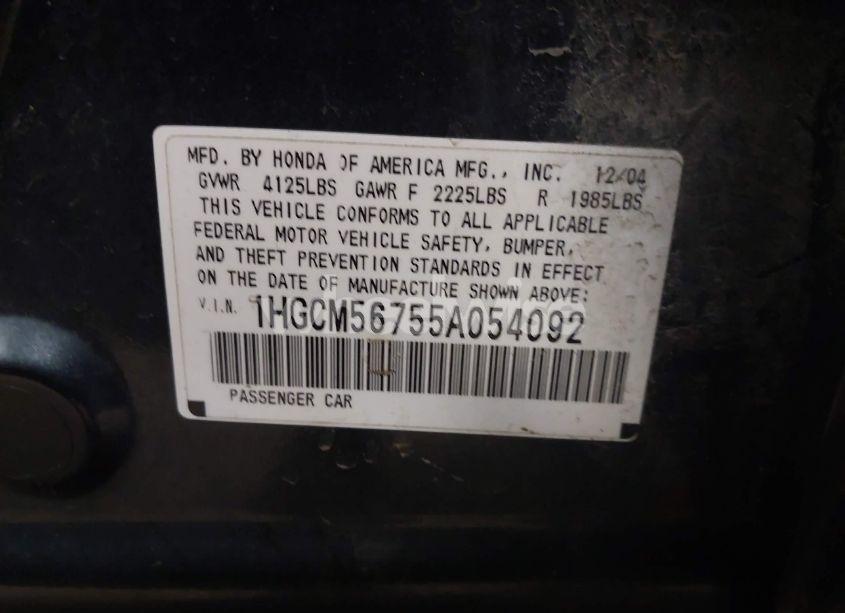 MFD. BY HONDA OF AMERICA MFG., INC. 12/04
GVWR 4125LBS GAWR F 2225LBS R 1985LBS
THIS VEHICLE CONFORMS TO ALL APPLICABLE
FEDERAL MOTOR VEHICLE SAFETY, BUMPER,
AND THEFT PREVENTION STANDARDS IN EFFECT
ON THE DATE OF MANUFACTURE SHOWN ABOVE:
V.I.N. 1HGCM56755A054092
PASSENGER CAR